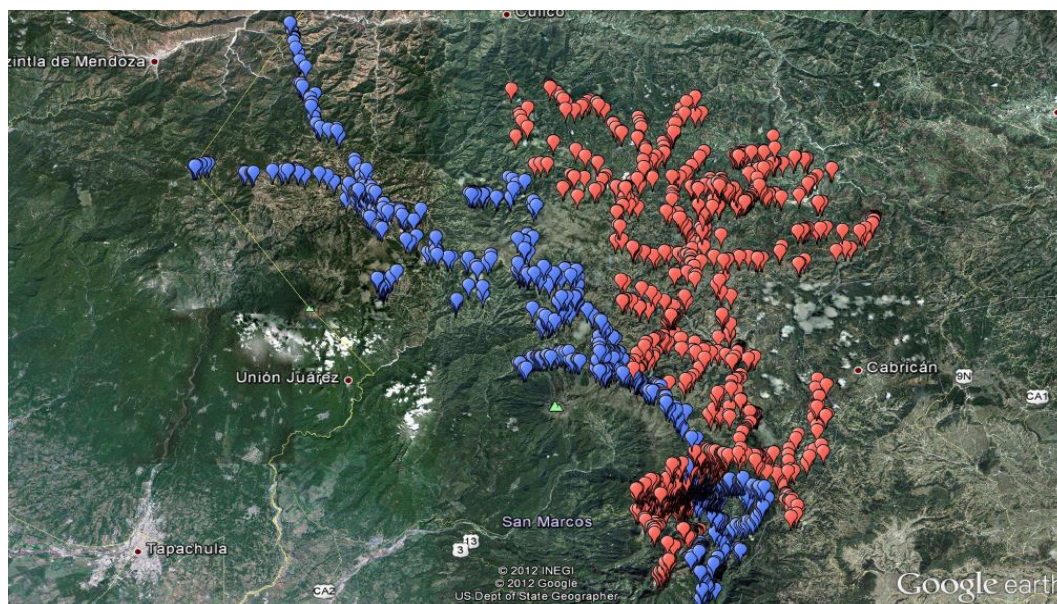 Cuilco
zintla de Mendoza
Cabricán
9N
CA1
Unión Juárez
San Marcos
13
3
Tapachula
CA2
© 2012 INEGI
© 2012 Google
US Dept of State Geographer
Google earth